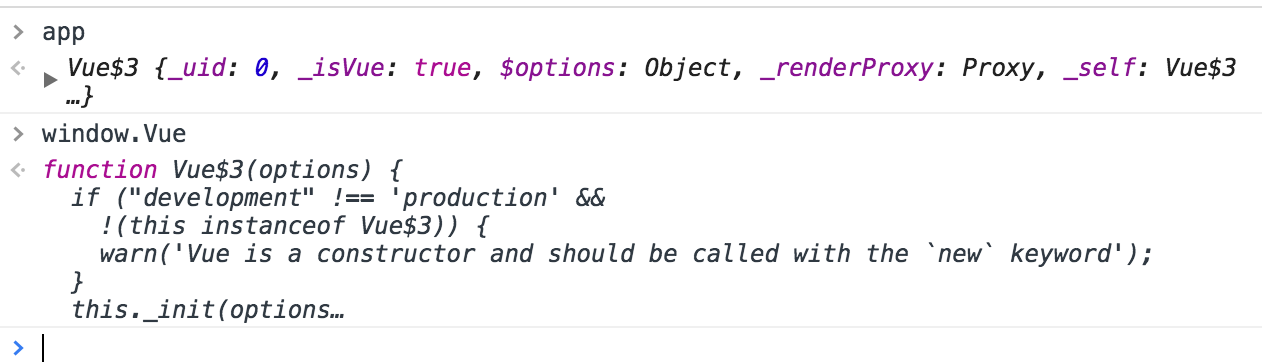 > app
<· ▶ Vue$3 {_uid: 0, _isVue: true, $options: Object, _renderProxy: Proxy, _self: Vue$3
…}
> window.Vue
<· function Vue$3(options) {
if ("development" !== 'production' &&
!(this instanceof Vue$3)) {
warn('Vue is a constructor and should be called with the `new` keyword');
}
this._init(options…
>